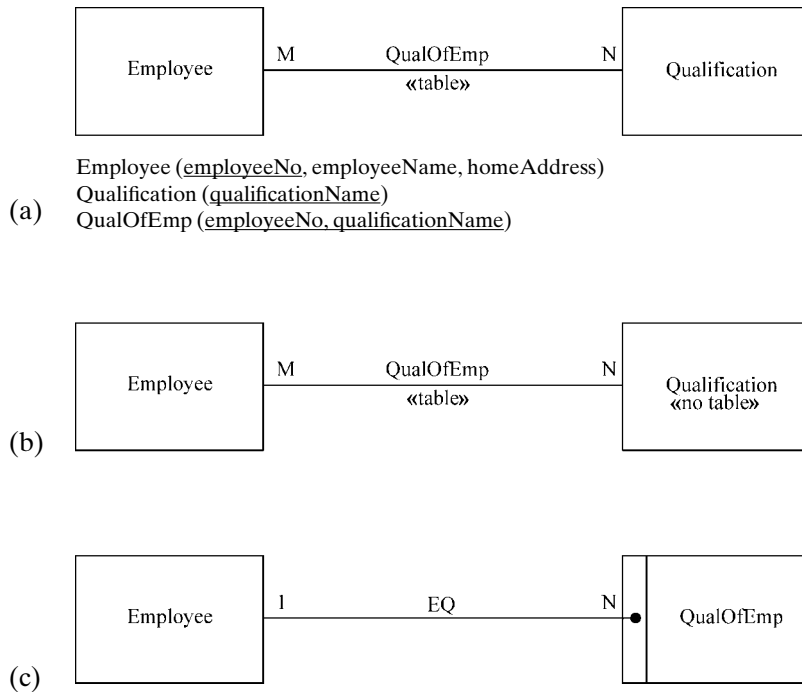 Employee M QualOfEmp N Qualification
«table»
Employee (employeeNo, employeeName, homeAddress)
Qualification (qualificationName)
(a) QualOfEmp (employeeNo, qualificationName)
Employee M QualOfEmp N Qualification
«table» «no table»
(b)
Employee 1 EQ N QualOfEmp
(c)